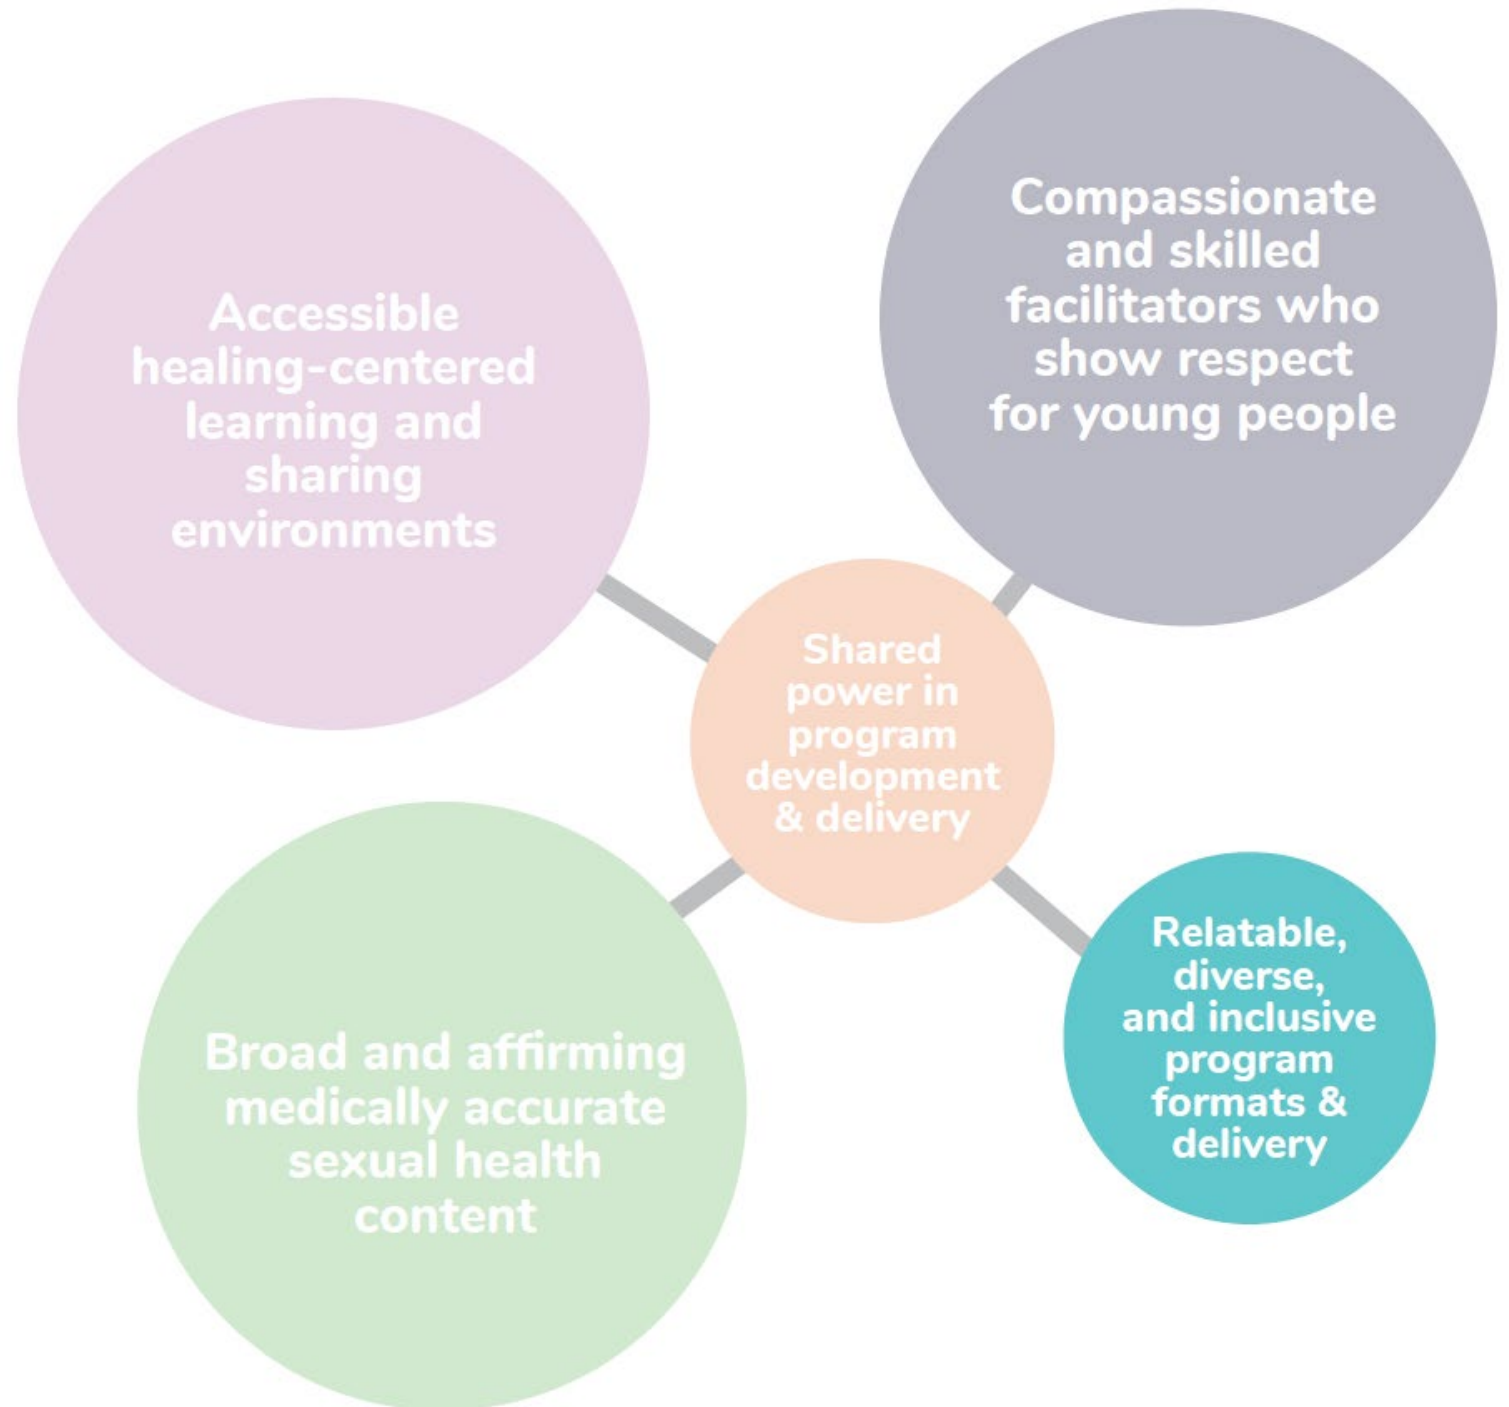 Accessible
healing-centered
learning and
sharing
environments
Compassionate
and skilled
facilitators who
show respect
for young people
Shared
power in
program
development
& delivery
Broad and affirming
medically accurate
sexual health
content
Relatable,
diverse,
and inclusive
program
formats &
delivery